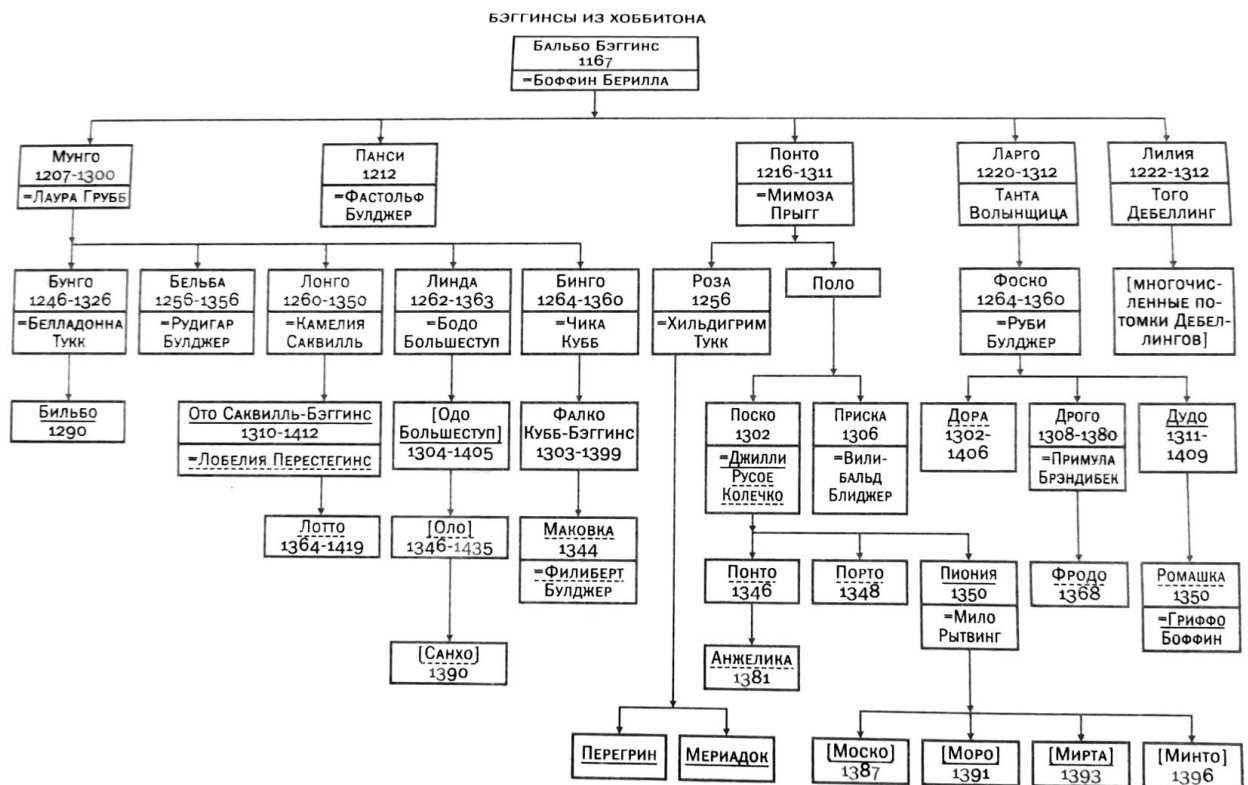 БЭГГИНСЫ ИЗ ХОББИТОНА
БАЛЬБО БЭГГИНС
1167
=БОФФИН БЕРИЛЛА
МУНГО
1207-1300
=ЛАУРА ГРУББ
ПАНСИ
1212
=ФАСТОЛЬФ
БУЛДЖЕР
ПОНТО
1216-1311
=МИМОЗА
ПРЫГГ
ЛАРГО
1220-1312
ТАНТА
ВОЛЫНЩИЦА
ЛИЛИЯ
1222-1312
ТОГО
ДЕБЕЛЛИНГ
БУНГО
1246-1326
=БЕЛЛАДОННА
ТУКК
БЕЛЬБА
1256-1356
=РУДИГАР
БУЛДЖЕР
ЛОНГО
1260-1350
=КАМЕЛИЯ
САКВИЛЛЬ
ЛИНДА
1262-1363
=БОДО
БОЛЬШЕСТУП
БИНГО
1264-1360
=ЧИКА
КУББ
РОЗА
1256
=ХИЛЬДИГРИМ
ТУКК
ПОЛО
ФОСКО
1264-1360
=РУБИ
БУЛДЖЕР
[МНОГОЧИС-
ЛЕННЫЕ ПО-
ТОМКИ ДЕБЕЛ-
ЛИНГОВ]
БИЛЬБО
1290
ОТО САКВИЛЛЬ-БЭГГИНС
1310-1412
=ЛОБЕЛИЯ ПЕРЕСТЕГИНС
[ОДО
БОЛЬШЕСТУП]
1304-1405
ФАЛКО
КУББ-БЭГГИНС
1303-1399
ПОСКО
1302
=ДЖИЛЛИ
РУСОЕ
КОЛЕЧКО
ПРИСКА
1306
=ВИЛИ-
БАЛЬД
БЛИДЖЕР
ДОРА
1302-
1406
ДРОГО
1308-1380
=ПРИМУЛА
БРЭНДИБЕК
ДУДО
1311-
1409
ЛОТТО
1364-1419
[ОЛО]
1346-1435
МАКОВКА
1344
=ФИЛИБЕРТ
БУЛДЖЕР
ПОНТО
1346
ПОРТО
1348
ПИОНИЯ
1350
=МИЛО
РЫТВИНГ
ФРОДО
1368
РОМАШКА
1350
=ГРИФФО
БОФФИН
[САНХО]
1390
АНЖЕЛИКА
1381
ПЕРЕГРИН
МЕРИАДОК
[МОСКО]
1387
[МОРО]
1391
[МИРТА]
1393
[МИНТО]
1396